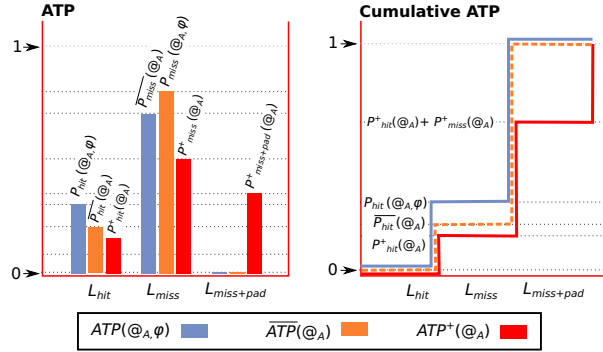 ATP
1
0
P_hit(@_A,φ)
P̅_hit(@_A)
P⁺_hit(@_A)
P̅_miss(@_A)
P_miss(@_A,φ)
P⁺_miss(@_A)
P⁺_miss+pad(@_A)
L_hit
L_miss
L_miss+pad
Cumulative ATP
1
P⁺_hit(@_A)+ P⁺_miss(@_A)
P_hit(@_A,φ)
P̅_hit(@_A)
P⁺_hit(@_A)
0
L_hit
L_miss
L_miss+pad
ATP(@_A,φ) A̅T̅P̅(@_A) ATP⁺(@_A)